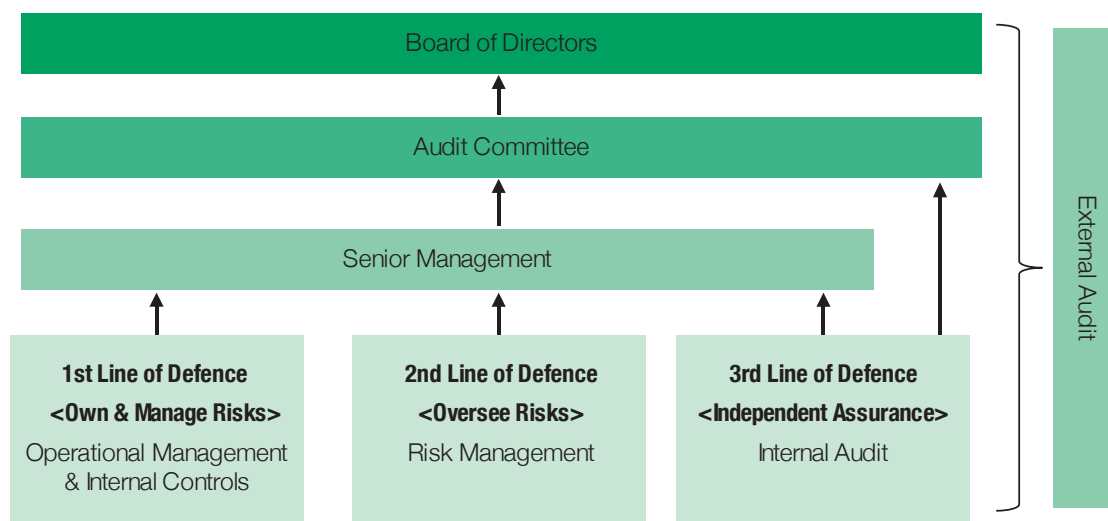 Board of Directors
Audit Committee
Senior Management
1st Line of Defence
<Own & Manage Risks>
Operational Management
& Internal Controls
2nd Line of Defence
<Oversee Risks>
Risk Management
3rd Line of Defence
<Independent Assurance>
Internal Audit
External Audit